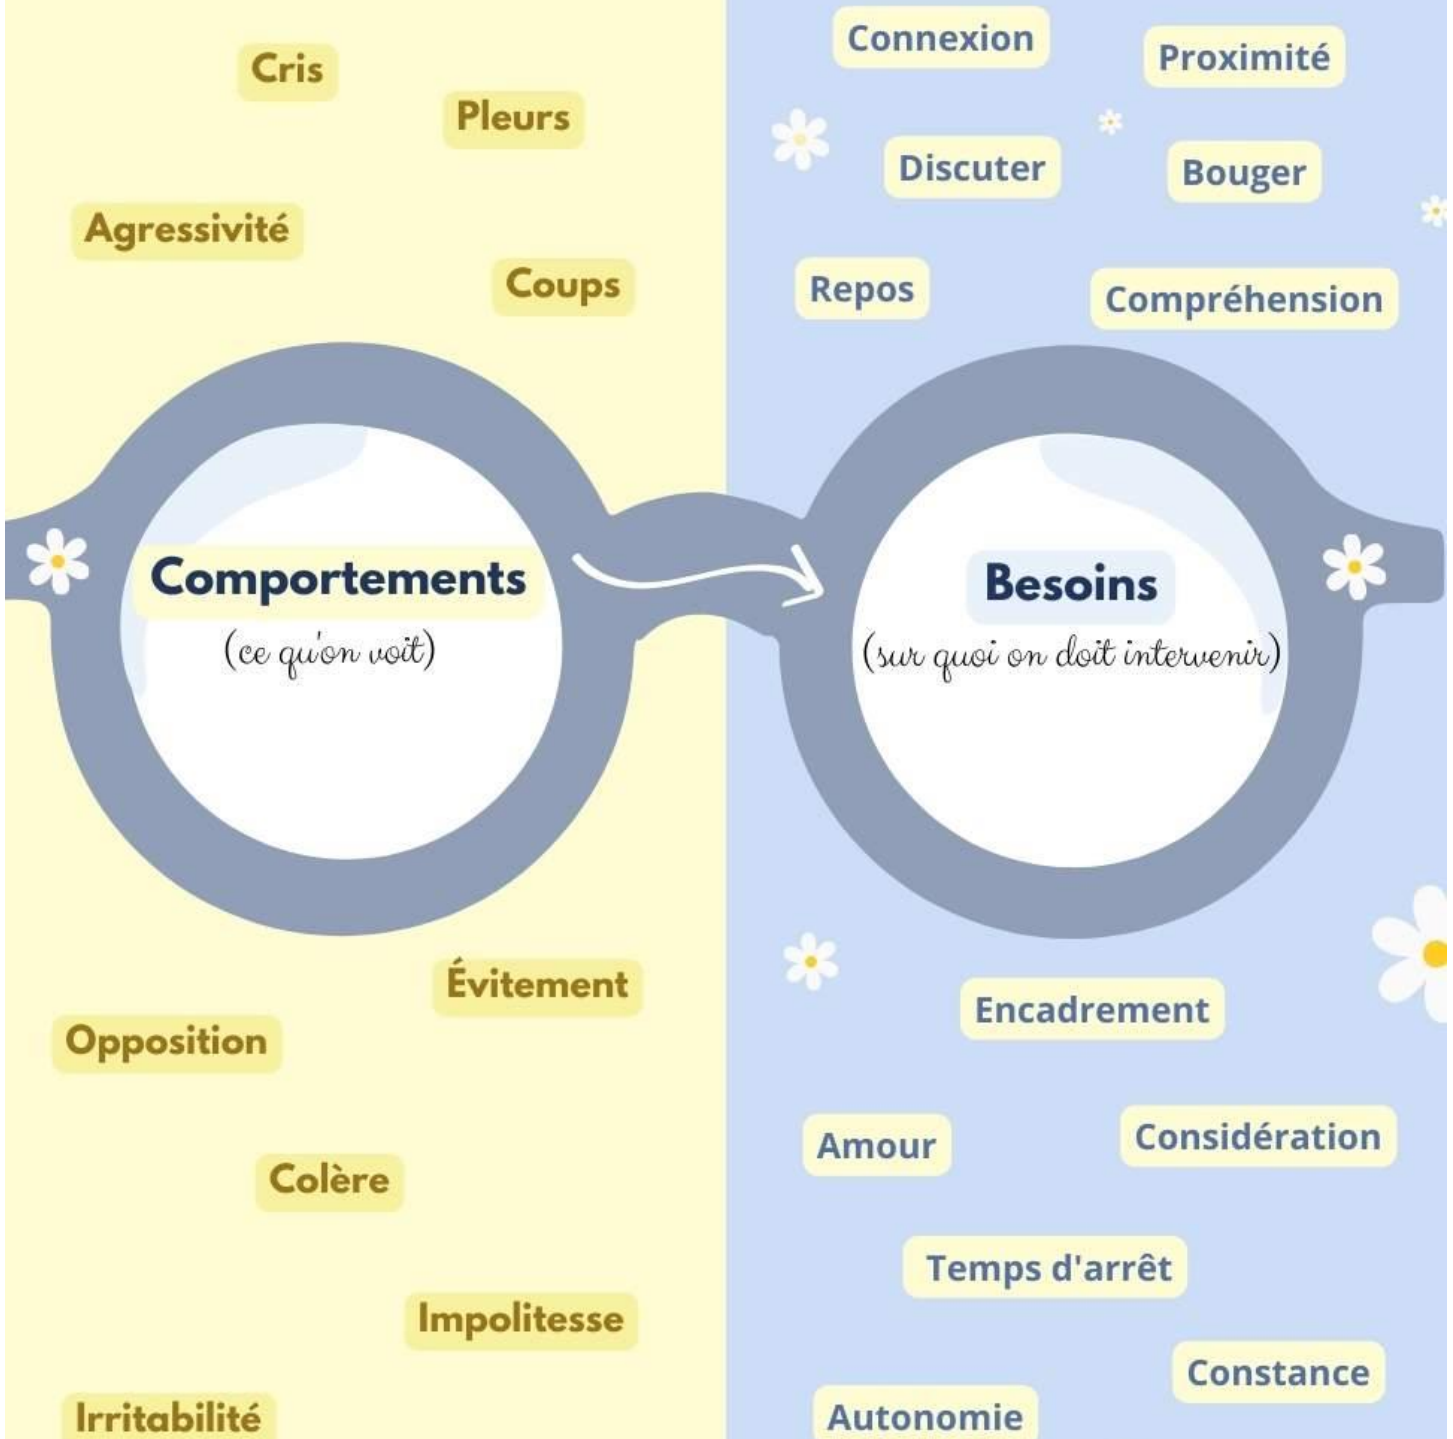 Cris
Pleurs
Agressivité
Coups
Comportements
(ce qu'on voit)
Évitement
Opposition
Colère
Impolitesse
Irritabilité
Connexion
Proximité
Discuter
Bouger
Repos
Compréhension
Besoins
(sur quoi on doit intervenir)
Encadrement
Amour
Considération
Temps d'arrêt
Constance
Autonomie